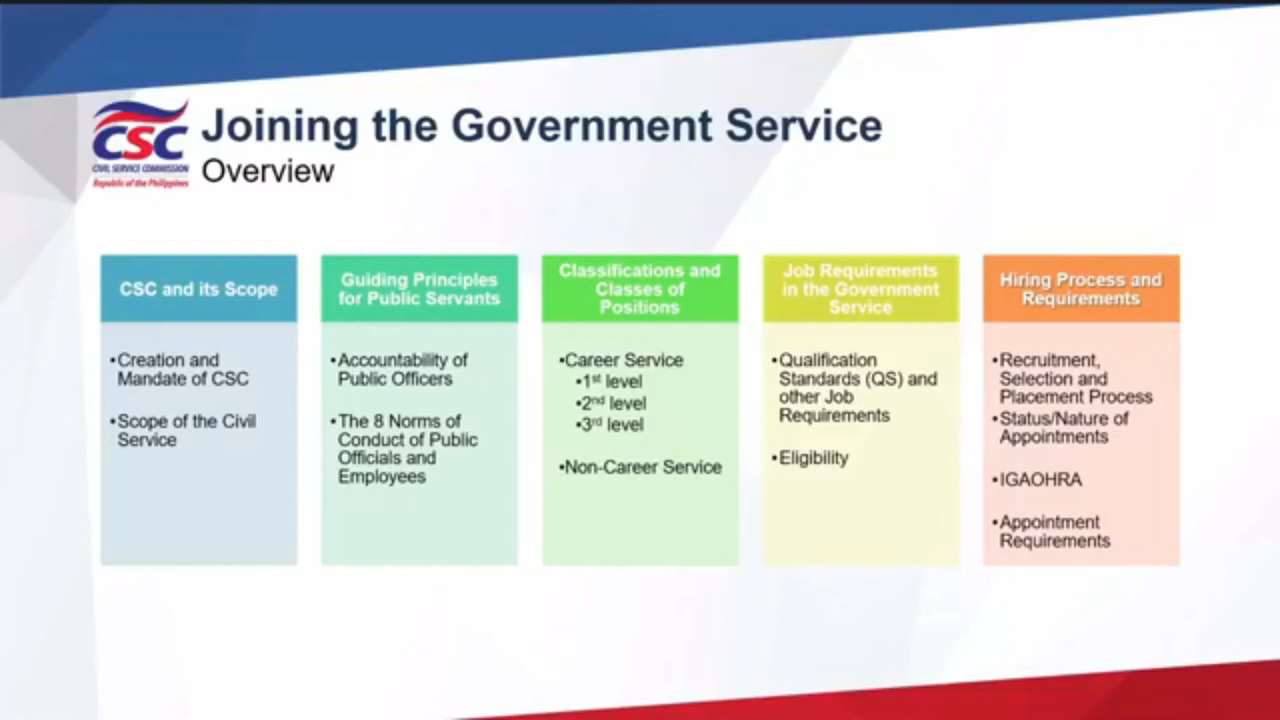 CSC
CIVIL SERVICE COMMISSION
Republic of the Philippines
Joining the Government Service
Overview
CSC and its Scope
•Creation and
Mandate of CSC
•Scope of the Civil
Service
Guiding Principles
for Public Servants
•Accountability of
Public Officers
•The 8 Norms of
Conduct of Public
Officials and
Employees
Classifications and
Classes of
Positions
•Career Service
•1st level
•2nd level
•3rd level
•Non-Career Service
Job Requirements
in the Government
Service
•Qualification
Standards (QS) and
other Job
Requirements
•Eligibility
Hiring Process and
Requirements
•Recruitment,
Selection and
Placement Process
•Status/Nature of
Appointments
•IGAOHRA
•Appointment
Requirements